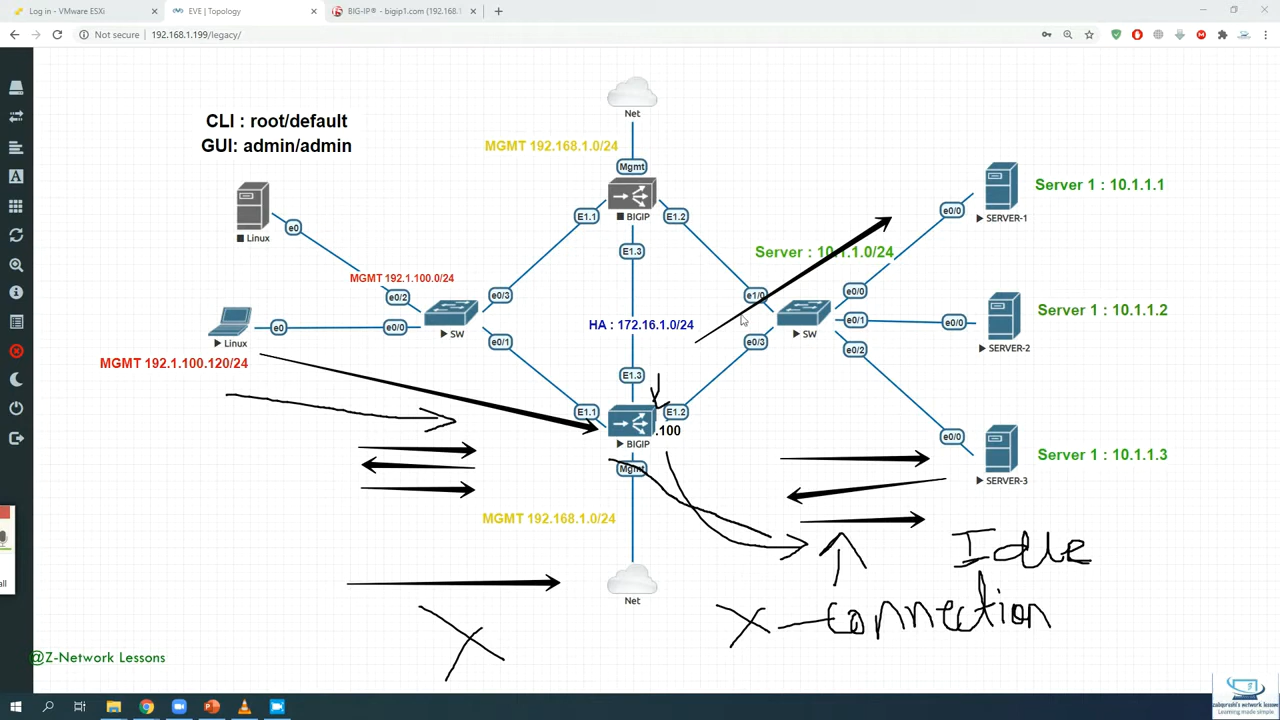 Log in - VMware ESXi
EVE | Topology
BIG-IP® - bigip1.com (192.168.1
Not secure | 192.168.1.199/legacy/
Net
CLI : root/default
GUI: admin/admin
MGMT 192.168.1.0/24
Mgmt
BIGIP
E1.1
E1.2
E1.3
Linux
e0
SERVER-1
e0/0
Server 1 : 10.1.1.1
Server : 10.1.1.0/24
MGMT 192.1.100.0/24
e0/2
e0/3
e1/0
e0/0
Linux
e0
e0/0
SW
HA : 172.16.1.0/24
SW
e0/1
e0/0
SERVER-2
Server 1 : 10.1.1.2
e0/1
e0/3
e0/2
MGMT 192.1.100.120/24
E1.3
E1.1
E1.2
BIGIP
.100
Mgmt
e0/0
SERVER-3
Server 1 : 10.1.1.3
MGMT 192.168.1.0/24
Idle
Net
X
X-connection
@Z-Network Lessons
all
Learning made simple